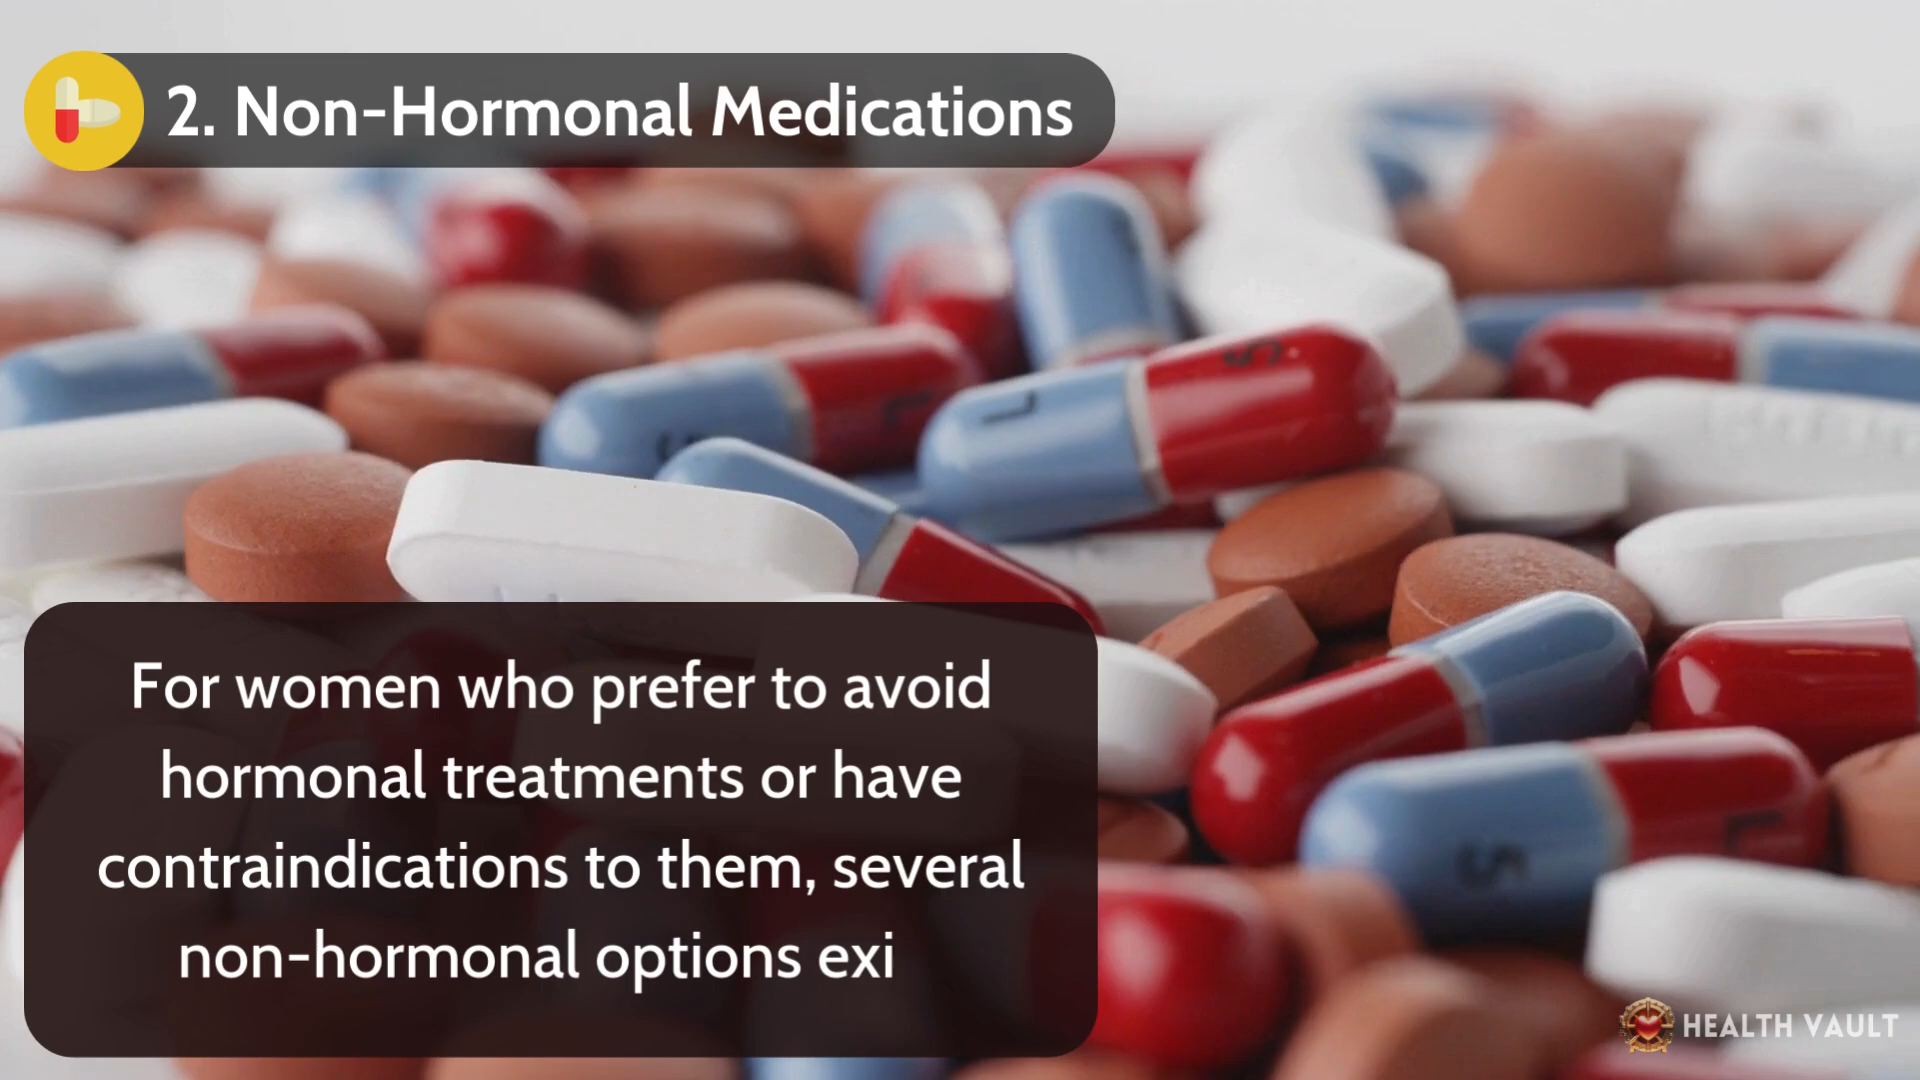 2. Non-Hormonal Medications
For women who prefer to avoid
hormonal treatments or have
contraindications to them, several
non-hormonal options exi
HEALTH VAULT